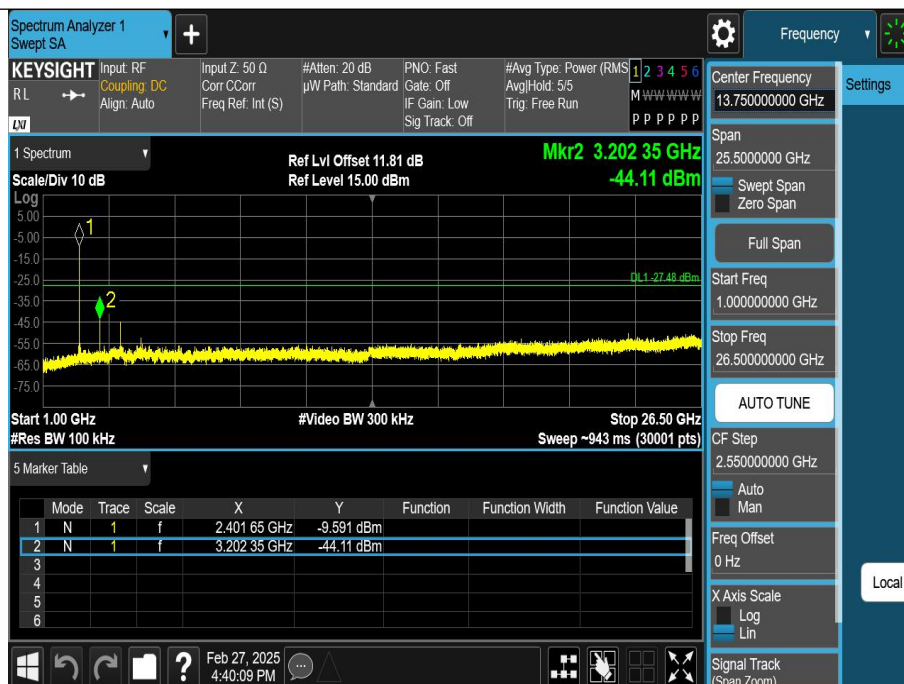 Spectrum Analyzer 1
Swept SA
Frequency
KEYSIGHT
R L
LXI
Input: RF
Coupling: DC
Align: Auto
Input Z: 50 Ω
Corr CCorr
Freq Ref: Int (S)
#Atten: 20 dB
µW Path: Standard
PNO: Fast
Gate: Off
IF Gain: Low
Sig Track: Off
#Avg Type: Power (RMS
Avg|Hold: 5/5
Trig: Free Run
1 2 3 4 5 6
M W W W W W
P P P P P P
1 Spectrum
Scale/Div 10 dB
Ref Lvl Offset 11.81 dB
Ref Level 15.00 dBm
Mkr2 3.202 35 GHz
-44.11 dBm
Log
5.00
-5.00
-15.0
-25.0
-35.0
-45.0
-55.0
-65.0
-75.0
1
2
DL1 -27.48 dBm
Start 1.00 GHz
#Res BW 100 kHz
#Video BW 300 kHz
Stop 26.50 GHz
Sweep ~943 ms (30001 pts)
5 Marker Table
Mode Trace Scale X Y Function Function Width Function Value
1 N 1 f 2.401 65 GHz -9.591 dBm
2 N 1 f 3.202 35 GHz -44.11 dBm
3
4
5
6
Feb 27, 2025
4:40:09 PM
Center Frequency
13.750000000 GHz
Span
25.5000000 GHz
Swept Span
Zero Span
Full Span
Start Freq
1.000000000 GHz
Stop Freq
26.500000000 GHz
AUTO TUNE
CF Step
2.550000000 GHz
Auto
Man
Freq Offset
0 Hz
X Axis Scale
Log
Lin
Signal Track
(Span Zoom)
Settings
Local